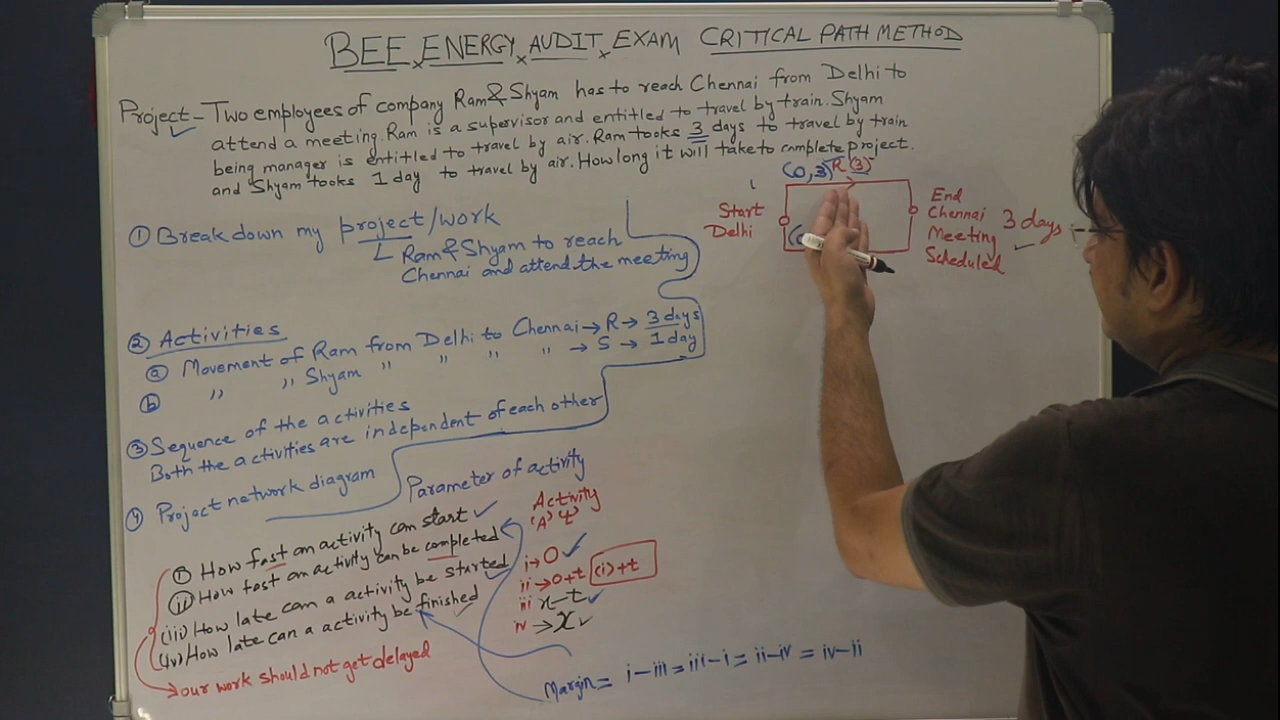 BEE ENERGY AUDIT EXAM CRITICAL PATH METHOD
Project - Two employees of company Ram & Shyam has to reach Chennai from Delhi to
attend a meeting. Ram is a supervisor and entitled to travel by train. Shyam
being manager is entitled to travel by air. Ram tooks 3 days to travel by train
and Shyam tooks 1 day to travel by air. How long it will take to complete project.
(0,3) R (3)
Start
Delhi
End
Chennai
Meeting
Scheduled
3 days
① Break down my project/work
Ram & Shyam to reach
Chennai and attend the meeting
② Activities
ⓐ Movement of Ram from Delhi to Chennai → R → 3 days
ⓑ ,, ,, Shyam ,, ,, ,, ,, → S → 1 day
③ Sequence of the activities
Both the activities are independent of each other
④ Project network diagram
Parameter of activity
Activity
'A' 't'
(i) How fast an activity can start
(ii) How fast an activity can be completed
(iii) How late can a activity be started
(iv) How late can a activity be finished
i → 0
ii → 0+t (i)+t
iii x-t
iv → x
our work should not get delayed
Margin = i-iii = iii-i = ii-iv = iv-ii